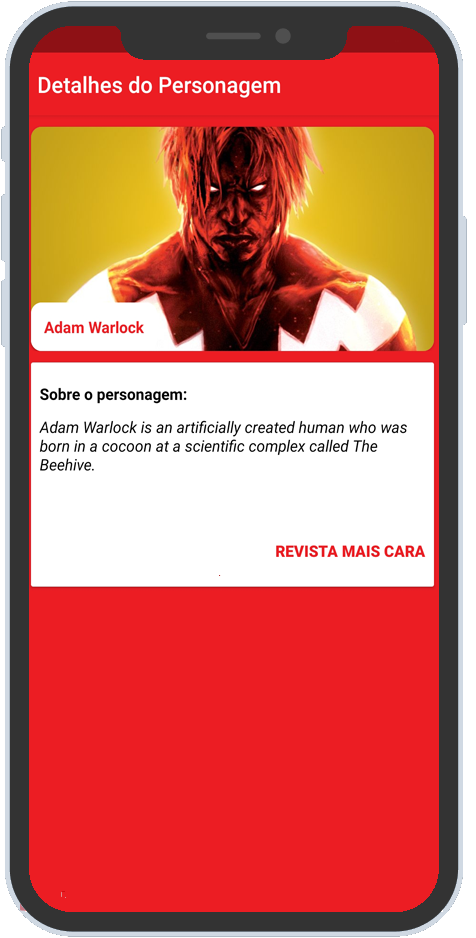 Detalhes do Personagem
Adam Warlock
Sobre o personagem:
Adam Warlock is an artificially created human who was
born in a cocoon at a scientific complex called The
Beehive.
REVISTA MAIS CARA